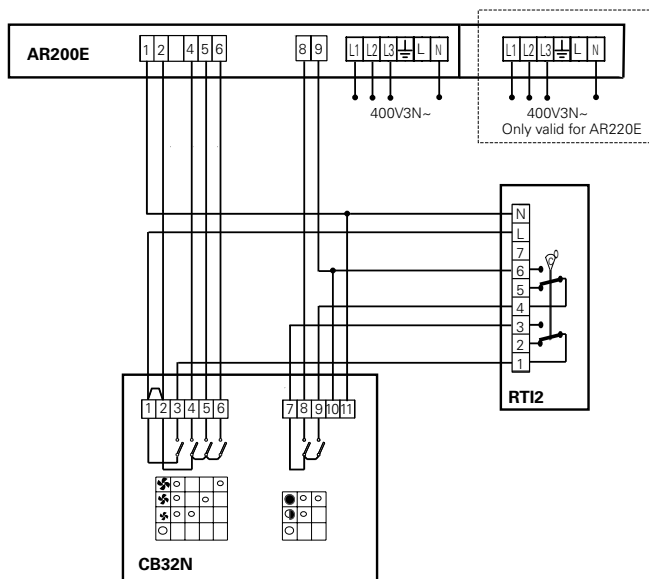 AR200E
1 2 4 5 6
8 9
L1 L2 L3 L N
L1 L2 L3 L N
400V3N~
400V3N~
Only valid for AR220E
N
L
7
6
5
4
3
2
1
RTI2
1 2 3 4 5 6
7 8 9 10 11
CB32N